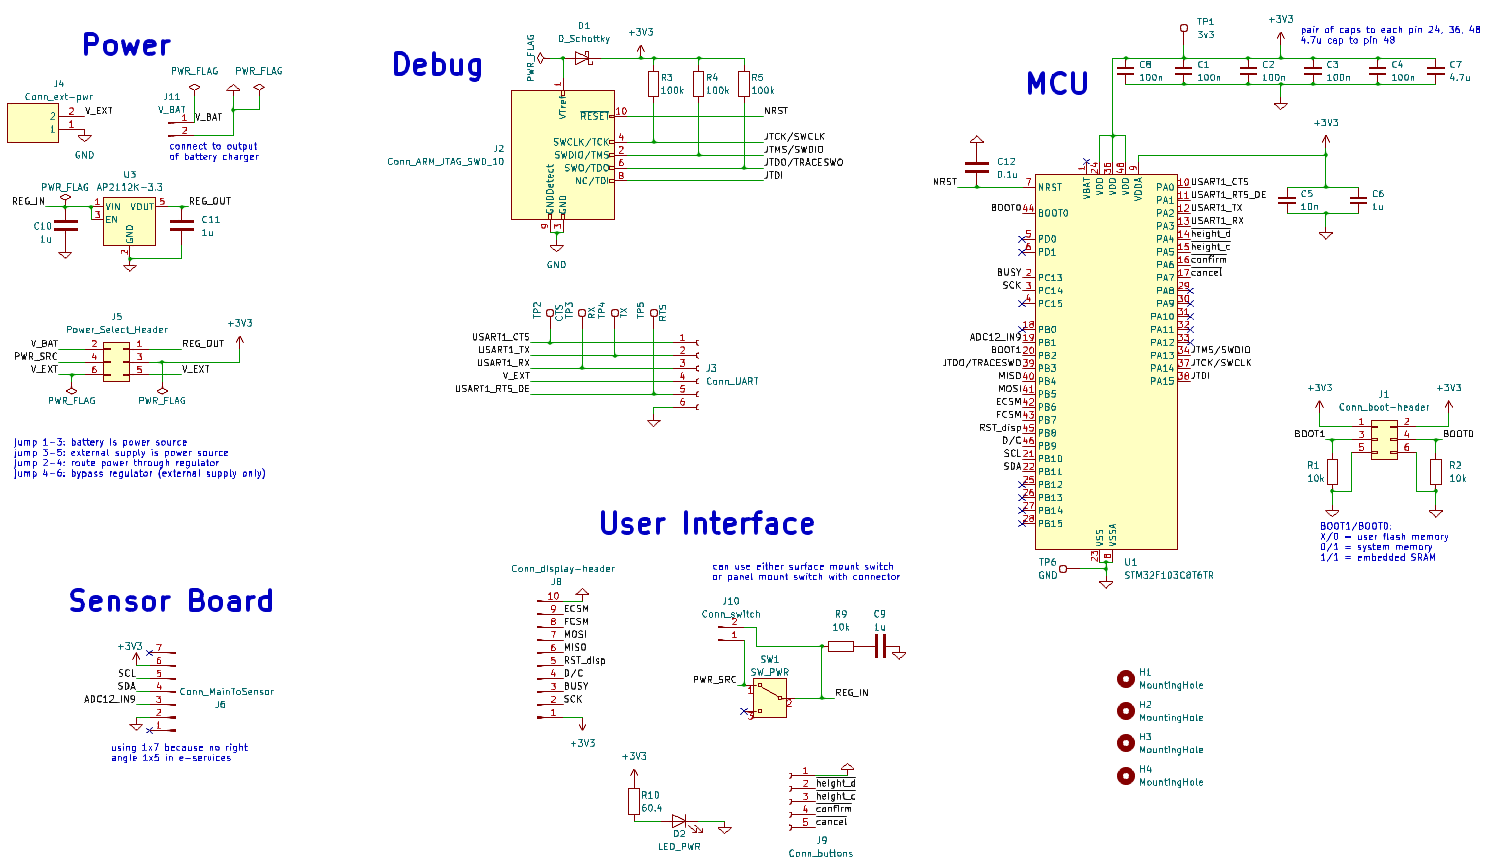 Power
J4
Conn_ext-pwr
2
1
2
1
V_EXT
GND
PWR_FLAG
PWR_FLAG
J11
V_BAT
1
2
V_BAT
connect to output
of battery charger
U3
AP2112K-3.3
PWR_FLAG
REG_IN
1
3
VIN
EN
VOUT
GND
5
2
REG_OUT
C10
1u
C11
1u
J5
Power_Select_Header
+3V3
V_BAT
2
1
REG_OUT
PWR_SRC
4
3
V_EXT
6
5
V_EXT
PWR_FLAG
PWR_FLAG
jump 1-3: battery is power source
jump 3-5: external supply is power source
jump 2-4: route power through regulator
jump 4-6: bypass regulator (external supply only)
Debug
PWR_FLAG
D1
D_Schottky
+3V3
R3
100k
R4
100k
R5
100k
J2
Conn_ARM_JTAG_SWD_10
VTref
1
RESET
10
NRST
SWCLK/TCK
4
JTCK/SWCLK
SWDIO/TMS
2
JTMS/SWDIO
SWO/TDO
6
JTDO/TRACESWO
NC/TDI
8
JTDI
GNDDetect
GND
9
3
GND
TP2
CTS
TP3
RX
TP4
TX
TP5
RTS
USART1_CTS
1
USART1_TX
2
USART1_RX
3
V_EXT
4
USART1_RTS_DE
5
6
J3
Conn_UART
MCU
TP1
3v3
+3V3
pair of caps to each pin 24, 36, 48
4.7u cap to pin 48
C8
100n
C1
100n
C2
100n
C3
100n
C4
100n
C7
4.7u
+3V3
C5
10n
C6
1u
C12
0.1u
NRST
7
NRST
BOOT0
44
BOOT0
5
PD0
6
PD1
BUSY
2
PC13
SCK
3
PC14
4
PC15
18
PB0
ADC12_IN9
19
PB1
BOOT1
20
PB2
JTDO/TRACESWO
39
PB3
MISO
40
PB4
MOSI
41
PB5
ECSM
42
PB6
FCSM
43
PB7
RST_disp
45
PB8
D/C
46
PB9
SCL
21
PB10
SDA
22
PB11
25
PB12
26
PB13
27
PB14
28
PB15
1
VBAT
24
VDD
36
VDD
48
VDD
9
VDDA
PA0
10
USART1_CTS
PA1
11
USART1_RTS_DE
PA2
12
USART1_TX
PA3
13
USART1_RX
PA4
14
height_d
PA5
15
height_c
PA6
16
confirm
PA7
17
cancel
PA8
29
PA9
30
PA10
31
PA11
32
PA12
33
PA13
34
JTMS/SWDIO
PA14
37
JTCK/SWCLK
PA15
38
JTDI
VSS
VSSA
23
8
TP6
GND
U1
STM32F103C8T6TR
+3V3
+3V3
J1
Conn_boot-header
1
2
BOOT1
3
4
BOOT0
5
6
R1
10k
R2
10k
BOOT1/BOOT0:
X/0 = user flash memory
0/1 = system memory
1/1 = embedded SRAM
Sensor Board
+3V3
7
6
SCL
5
SDA
4
ADC12_IN9
3
2
1
Conn_MainToSensor
J6
using 1x7 because no right
angle 1x5 in e-services
User Interface
Conn_display-header
J8
10
9
ECSM
8
FCSM
7
MOSI
6
MISO
5
RST_disp
4
D/C
3
BUSY
2
SCK
1
+3V3
can use either surface mount switch
or panel mount switch with connector
J10
Conn_switch
2
1
R9
10k
C9
1u
SW1
SW_PWR
PWR_SRC
1
2
3
REG_IN
+3V3
R10
60.4
D2
LED_PWR
1
2
height_d
3
height_c
4
confirm
5
cancel
J9
Conn_buttons
H1
MountingHole
H2
MountingHole
H3
MountingHole
H4
MountingHole